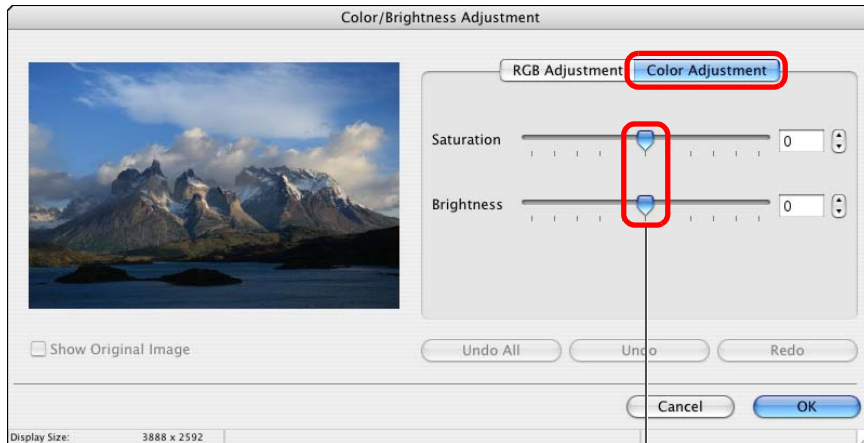 Color/Brightness Adjustment
RGB Adjustment Color Adjustment
Saturation 0
Brightness 0
Show Original Image
Undo All Undo Redo
Cancel OK
Display Size: 3888 x 2592